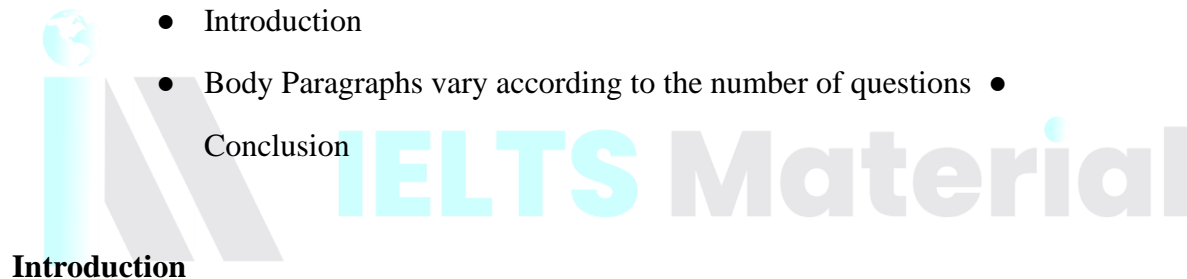 ● Introduction
● Body Paragraphs vary according to the number of questions ●
Conclusion
IELTS Material
Introduction